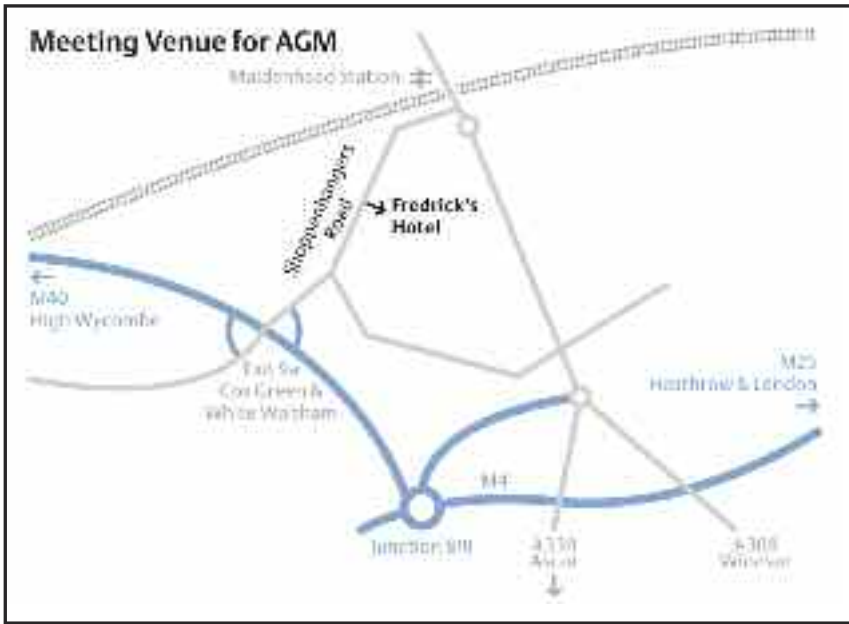 Meeting Venue for AGM
Maidenhead Station
Shoppenhangers
Road
Fredrick's
Hotel
M40
High Wycombe
M25
Heathrow & London
Exit
Cox Green &
White Waltham
M4
Junction 8/9
A330
Ascot
A308
Windsor